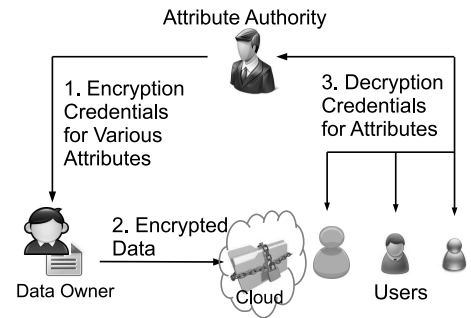 Attribute Authority
1. Encryption
Credentials
for Various
Attributes
3. Decryption
Credentials
for Attributes
2. Encrypted
Data
Data Owner
Cloud
Users